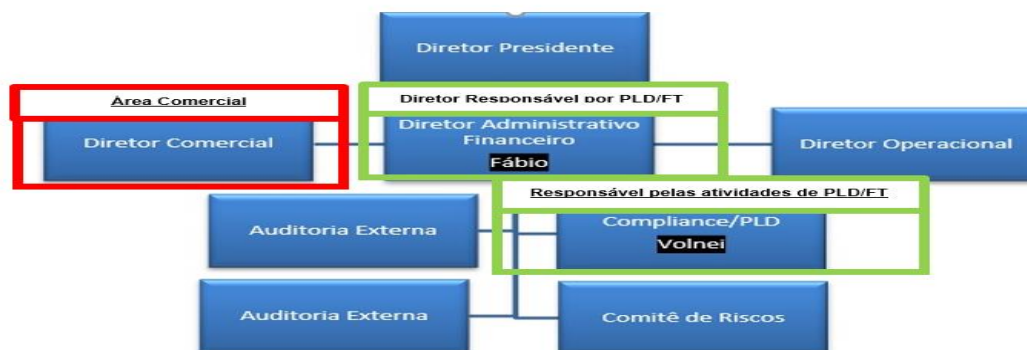 Diretor Presidente
Área Comercial
Diretor Responsável por PLD/FT
Diretor Comercial
Diretor Administrativo
Financeiro
Fábio
Diretor Operacional
Responsável pelas atividades de PLD/FT
Auditoria Externa
Compliance/PLD
Volnei
Auditoria Externa
Comitê de Riscos